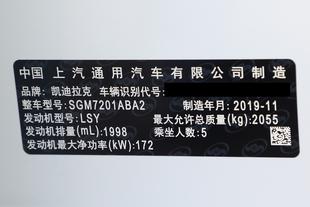 中国 上汽通用汽车有限公司制造
品牌:凯迪拉克 车辆识别代号:
整车型号:SGM7201ABA2 制造年月:2019-11
发动机型号:LSY 最大允许总质量(kg):2055
发动机排量(mL):1998 乘坐人数:5
发动机最大净功率(kW):172